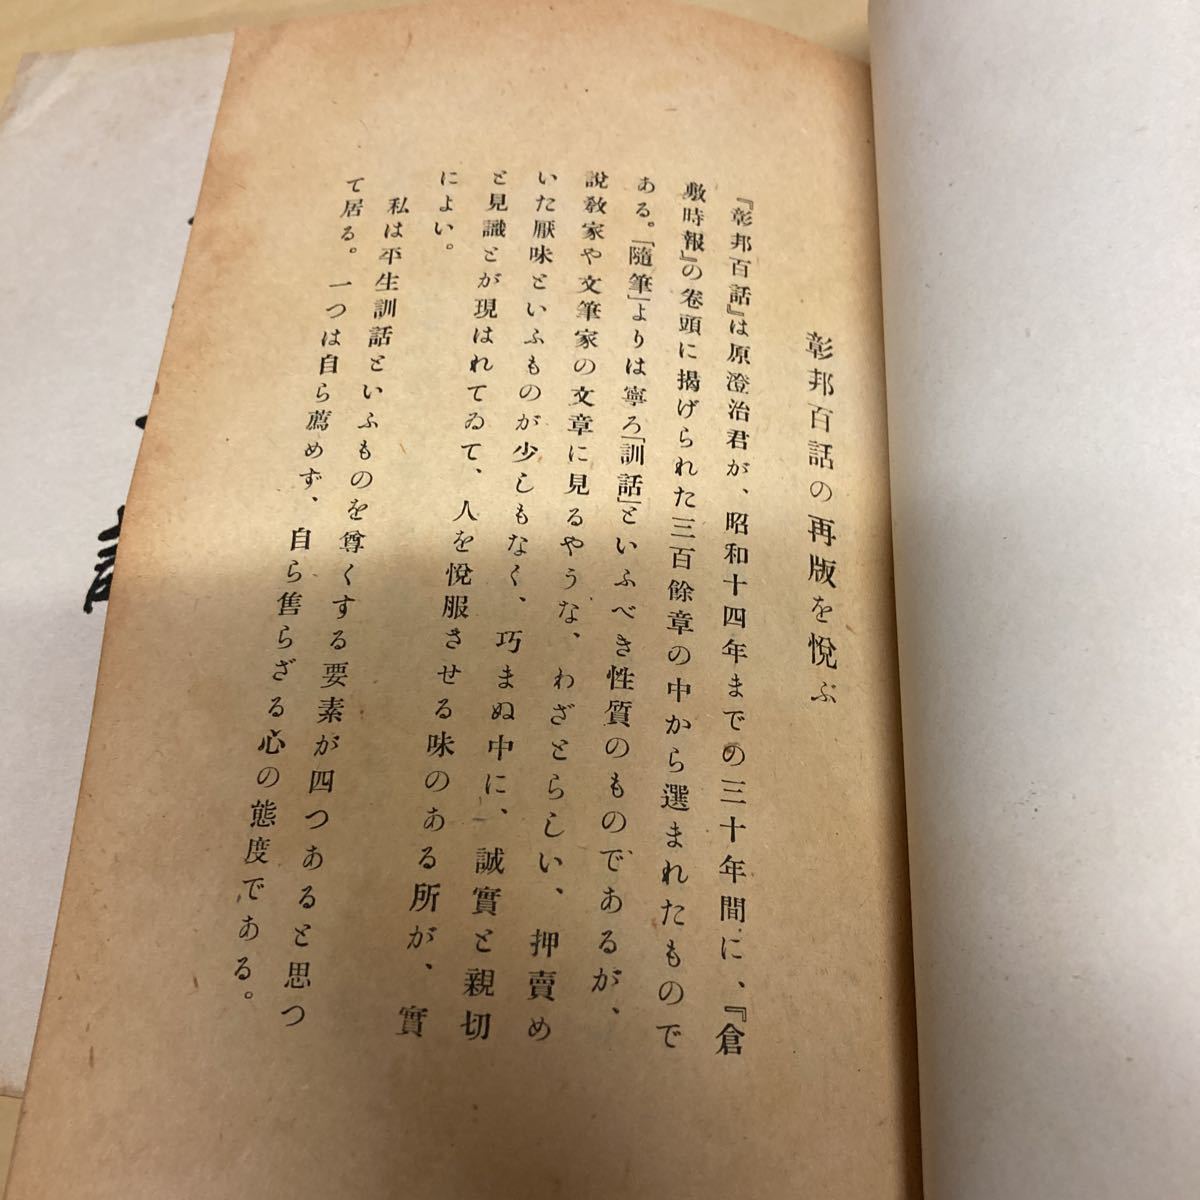 彰邦百話の再版を悅ぶ
『彰邦百話』は原澄治君が、昭和十四年までの三十年間に、『倉
敷時報』の卷頭に揭げられた三百餘章の中から選まれたもので
ある。「隨筆」よりは寧ろ「訓話」といふべき性質のものであるが、
說敎家や文筆家の文章に見るやうな、わざとらしい、押賣め
いた厭味といふものが少しもなく、巧まぬ中に、誠實と親切
と見識とが現はれてゐて、人を悅服させる味のある所が、實
によい。
私は平生訓話といふものを尊くする要素が四つあると思つ
て居る。一つは自ら薦めず、自ら售らざる心の態度である。